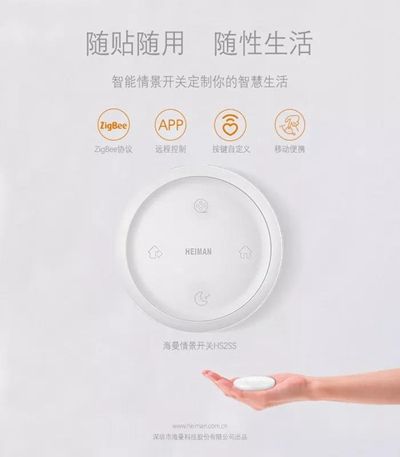 随贴随用 随性生活
智能情景开关定制你的智慧生活
ZigBee APP
ZigBee协议 远程控制 按键自定义 移动便携
HEIMAN
海曼情景开关HS2SS
www.heiman.com.cn
深圳市海曼科技股份有限公司出品